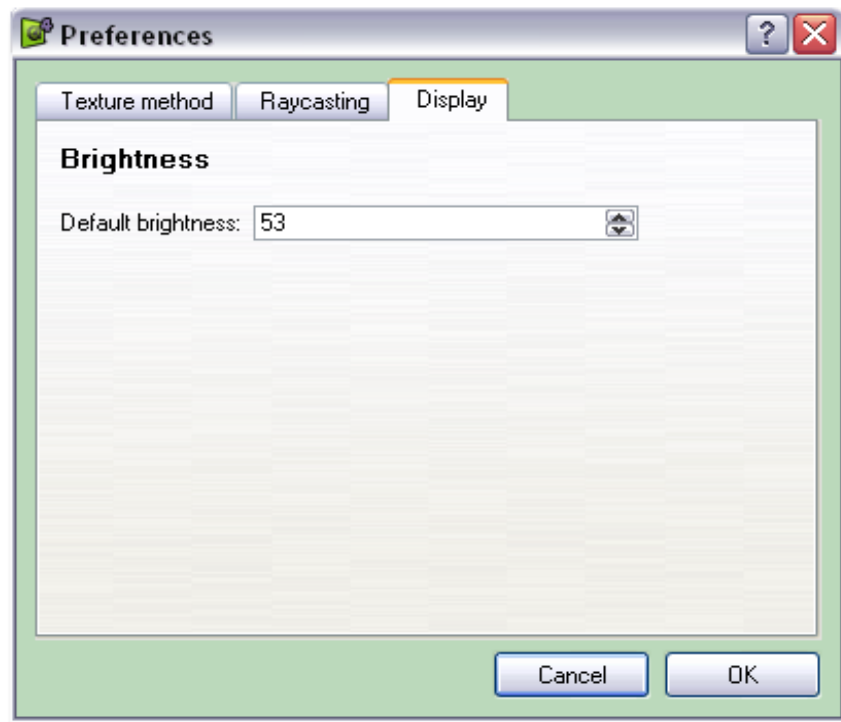 Preferences
?
Texture method Raycasting Display
Brightness
Default brightness: 53
Cancel OK